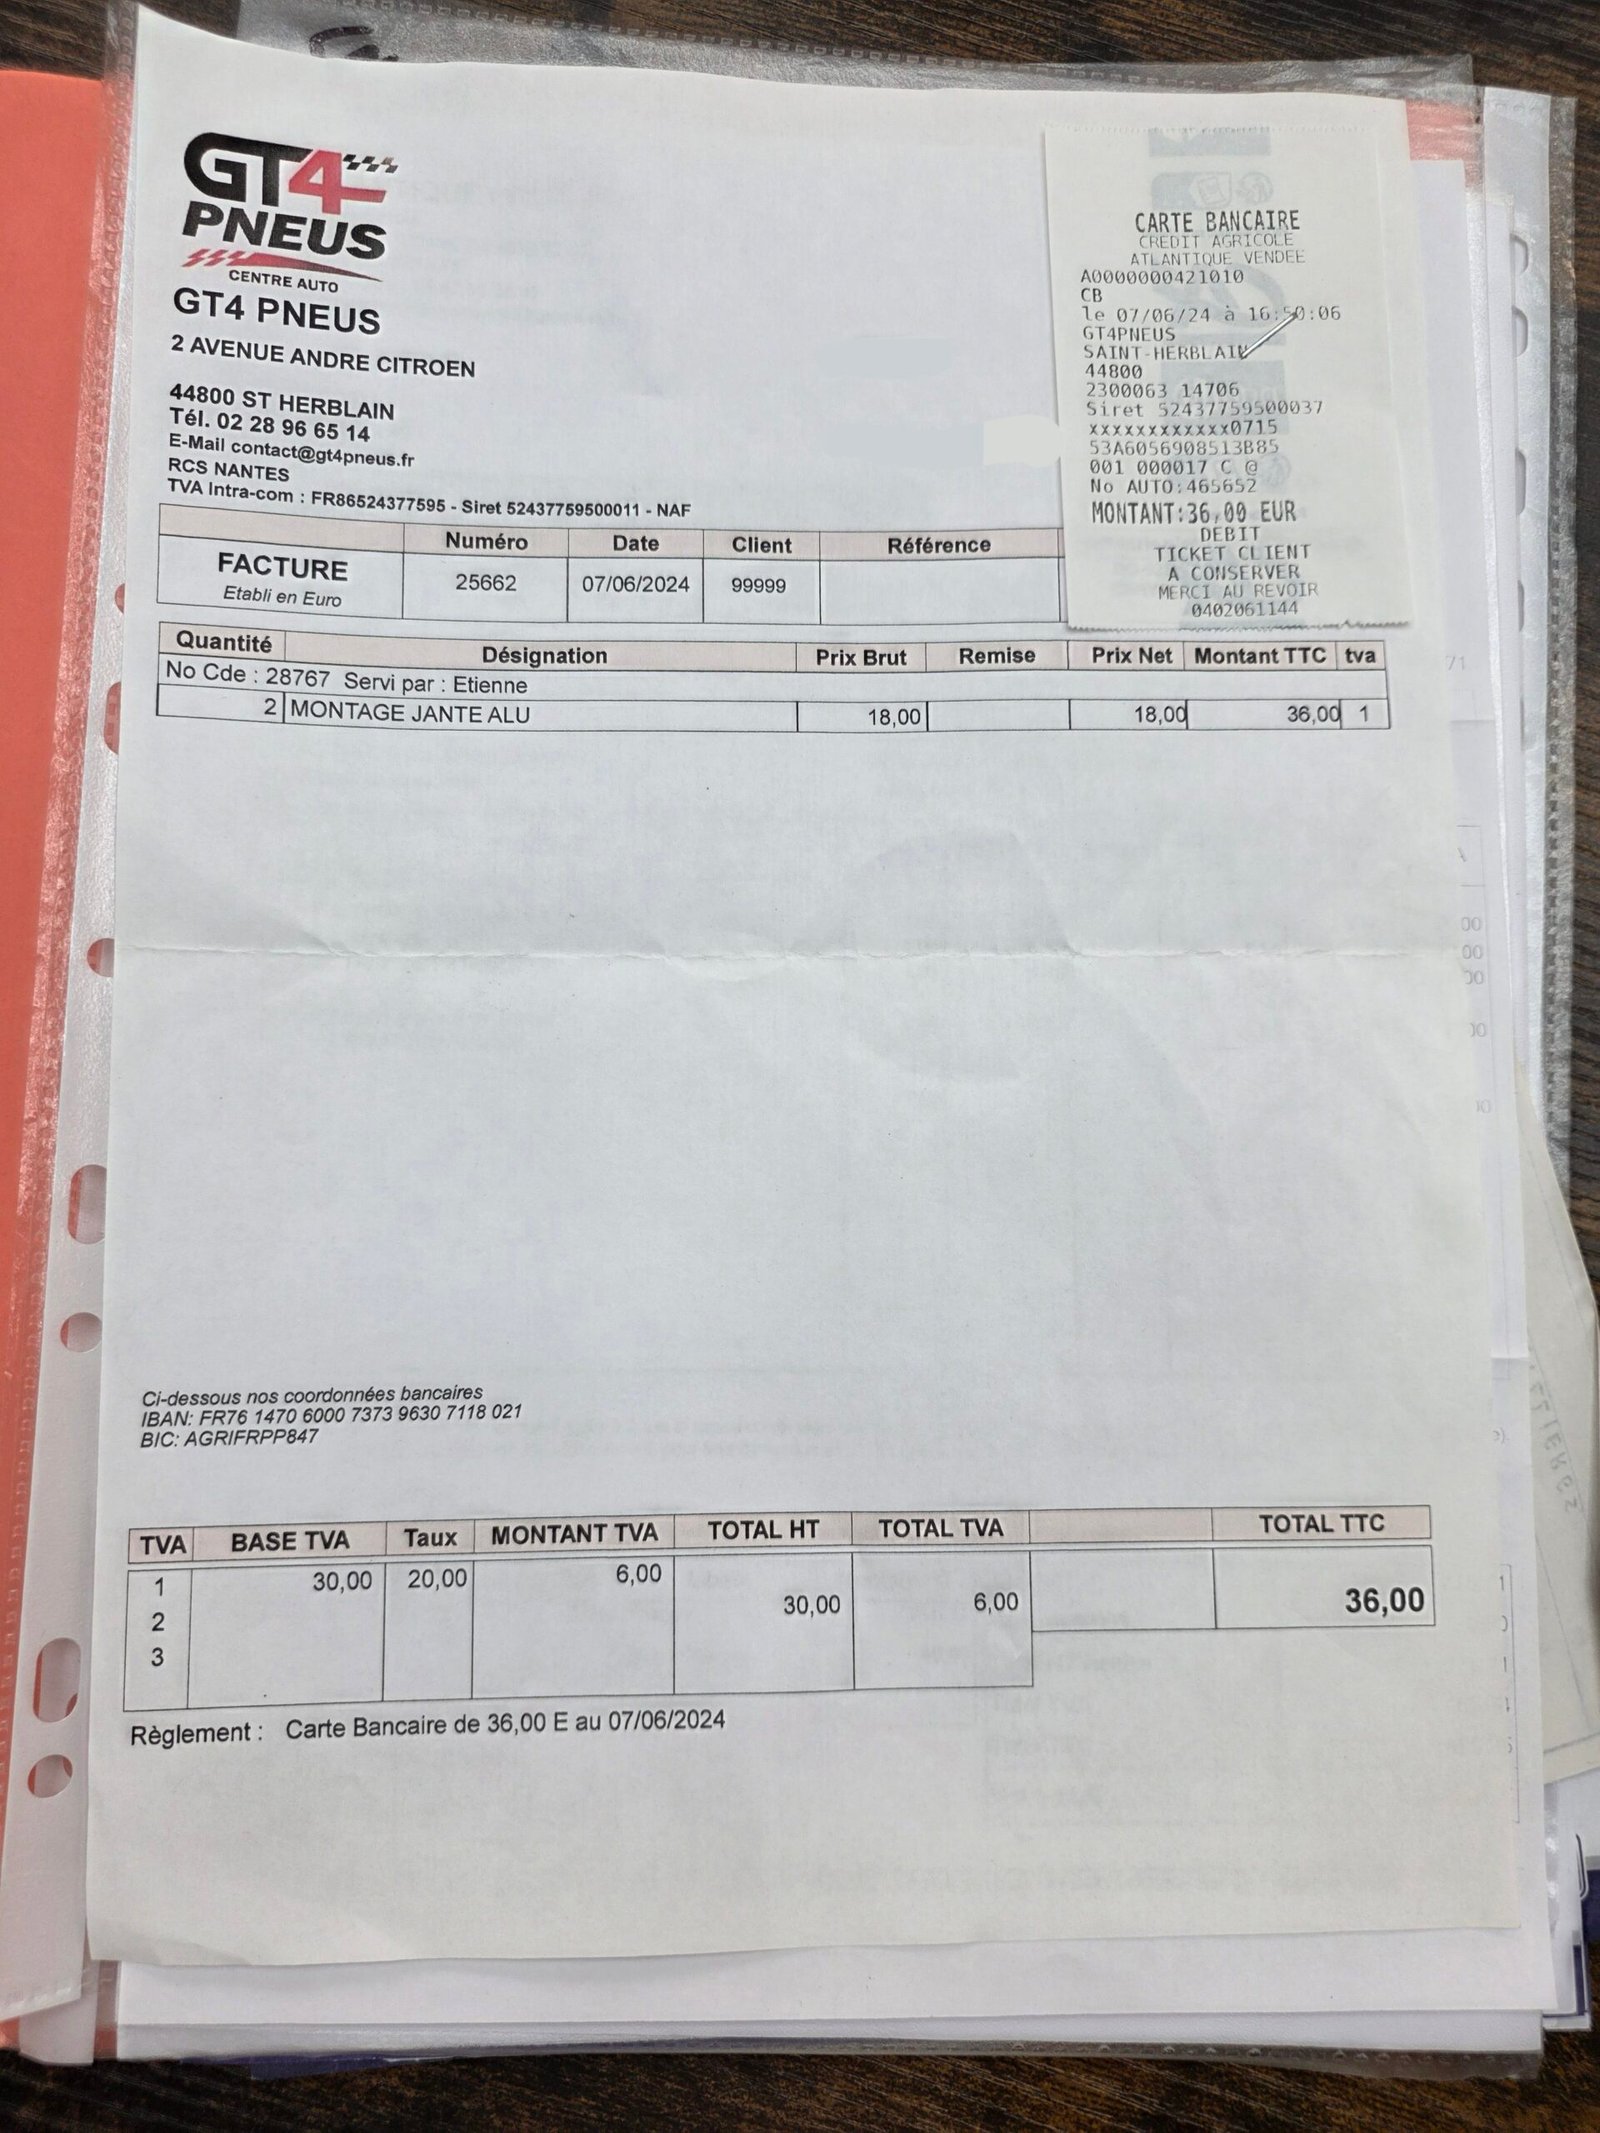 GT4
PNEUS
CENTRE AUTO
GT4 PNEUS
2 AVENUE ANDRE CITROEN
44800 ST HERBLAIN
Tél. 02 28 96 65 14
E-Mail contact@gt4pneus.fr
RCS NANTES
TVA Intra-com : FR86524377595 - Siret 52437759500011 - NAF
CARTE BANCAIRE
CREDIT AGRICOLE
ATLANTIQUE VENDEE
A0000000421010
CB
le 07/06/24 à 16:50:06
GT4PNEUS
SAINT-HERBLAIN
44800
2300063 14706
Siret 52437759500037
xxxxxxxxxxxx0715
53A6056908513B85
001 000017 C @
No AUTO:465652
MONTANT:36,00 EUR
DEBIT
TICKET CLIENT
A CONSERVER
MERCI AU REVOIR
0402061144
FACTURE Numéro Date Client Référence
Etabli en Euro 25662 07/06/2024 99999
Quantité Désignation Prix Brut Remise Prix Net Montant TTC tva
No Cde : 28767 Servi par : Etienne
2 MONTAGE JANTE ALU 18,00 18,00 36,00 1
Ci-dessous nos coordonnées bancaires
IBAN: FR76 1470 6000 7373 9630 7118 021
BIC: AGRIFRPP847
TVA BASE TVA Taux MONTANT TVA TOTAL HT TOTAL TVA TOTAL TTC
1 30,00 20,00 6,00 30,00 6,00 36,00
2
3
Règlement : Carte Bancaire de 36,00 E au 07/06/2024